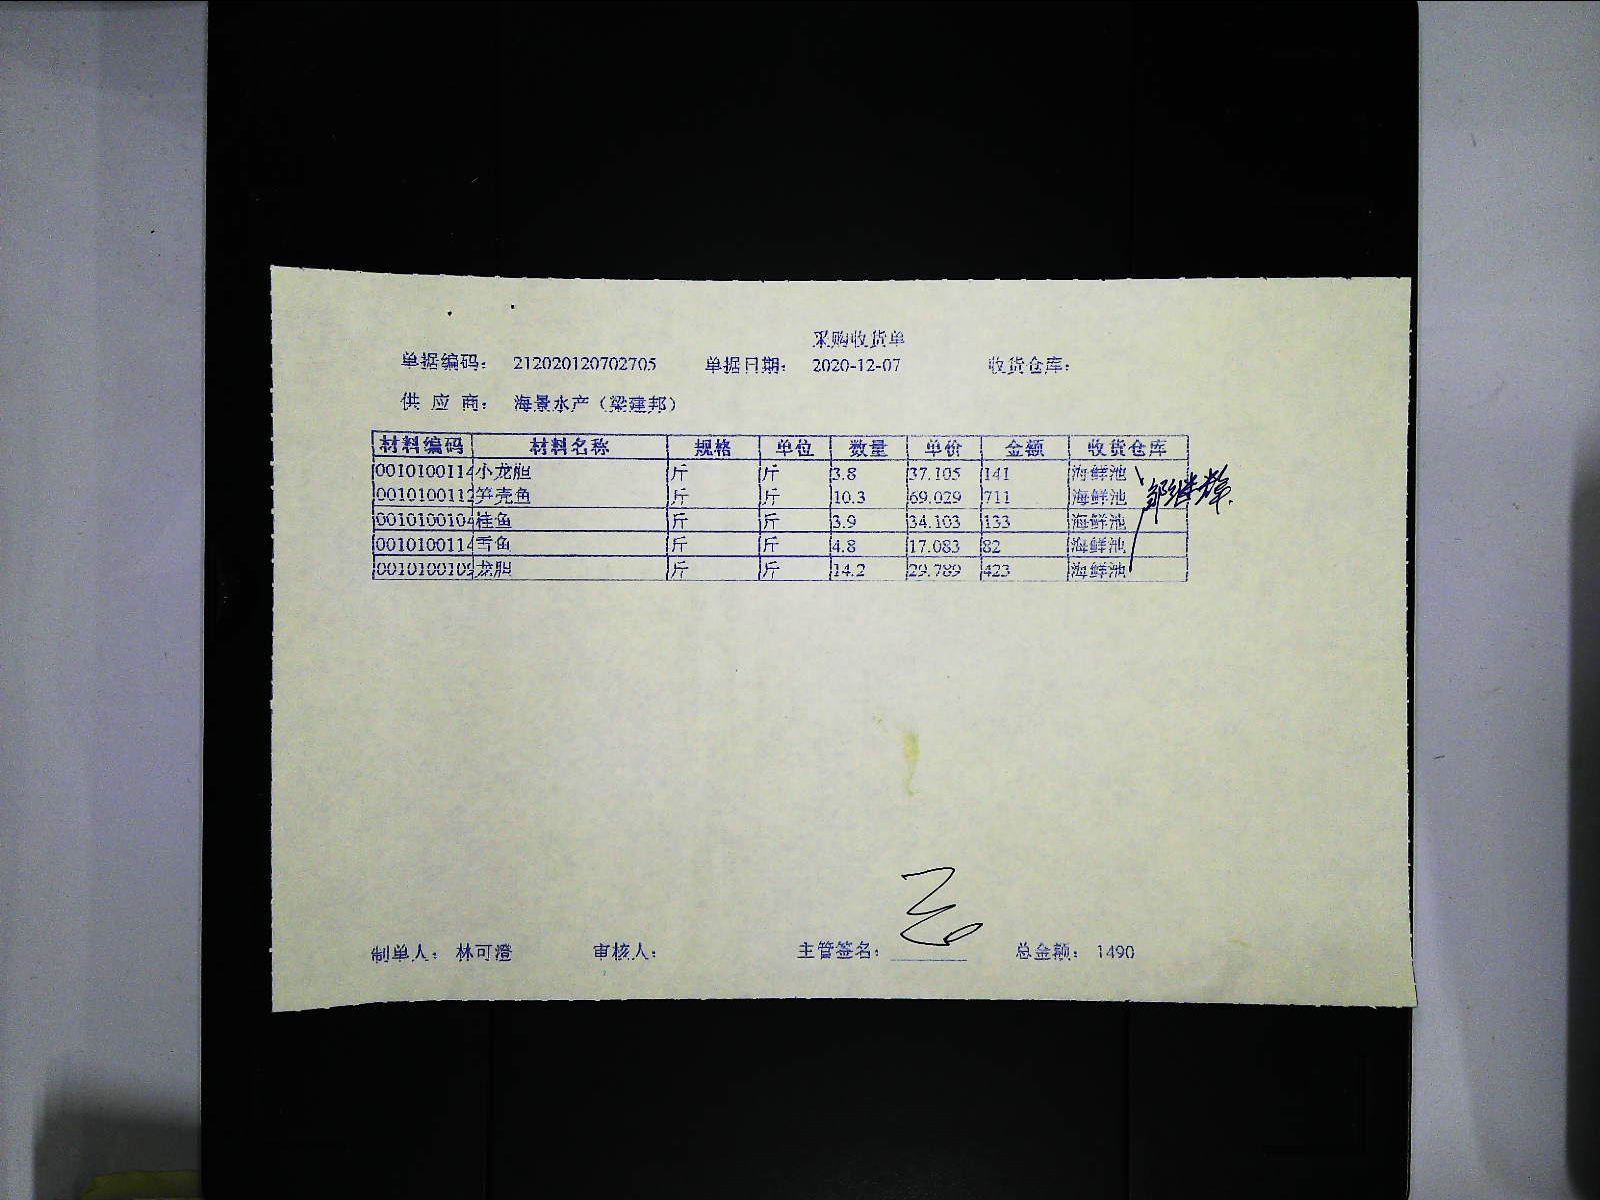 采购收货单
单据编码： 212020120702705 单据日期： 2020-12-07 收货仓库：
供 应 商： 海景水产（梁建邦）
材料编码 材料名称 规格 单位 数量 单价 金额 收货仓库
0010100114 小龙胆 斤 斤 3.8 37.105 141 海鲜池
0010100112 笋壳鱼 斤 斤 10.3 69.029 711 海鲜池
0010100104 桂鱼 斤 斤 3.9 34.103 133 海鲜池
0010100114 雪鱼 斤 斤 4.8 17.083 82 海鲜池
0010100109 龙胆 斤 斤 14.2 29.789 423 海鲜池
制单人： 林可澄 审核人： 主管签名： 总金额： 1490